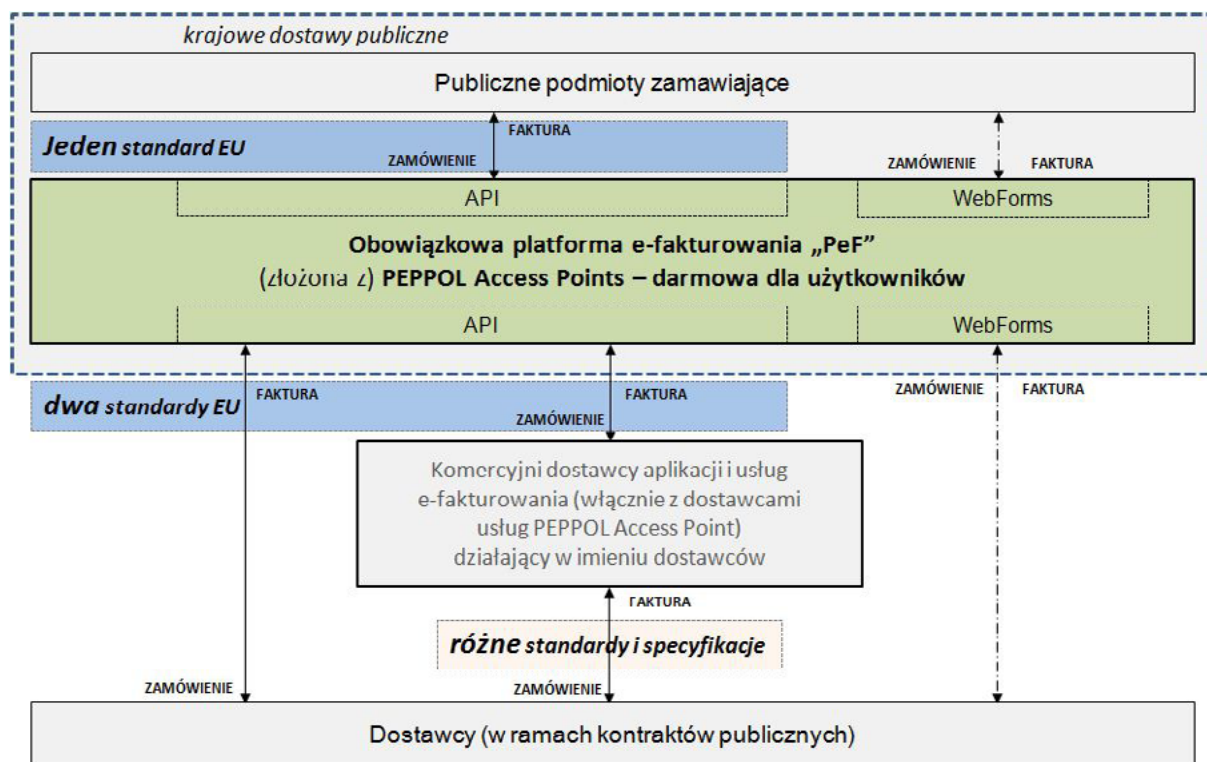 krajowe dostawy publiczne
Publiczne podmioty zamawiające
FAKTURA
Jeden standard EU
ZAMÓWIENIE
ZAMÓWIENIE
FAKTURA
API
WebForms
Obowiązkowa platforma e-fakturowania „PeF”
(złożona z) PEPPOL Access Points – darmowa dla użytkowników
API
WebForms
FAKTURA
FAKTURA
ZAMÓWIENIE
FAKTURA
dwa standardy EU
ZAMÓWIENIE
Komercyjni dostawcy aplikacji i usług
e-fakturowania (włącznie z dostawcami
usług PEPPOL Access Point)
działający w imieniu dostawców
FAKTURA
różne standardy i specyfikacje
ZAMÓWIENIE
ZAMÓWIENIE
Dostawcy (w ramach kontraktów publicznych)